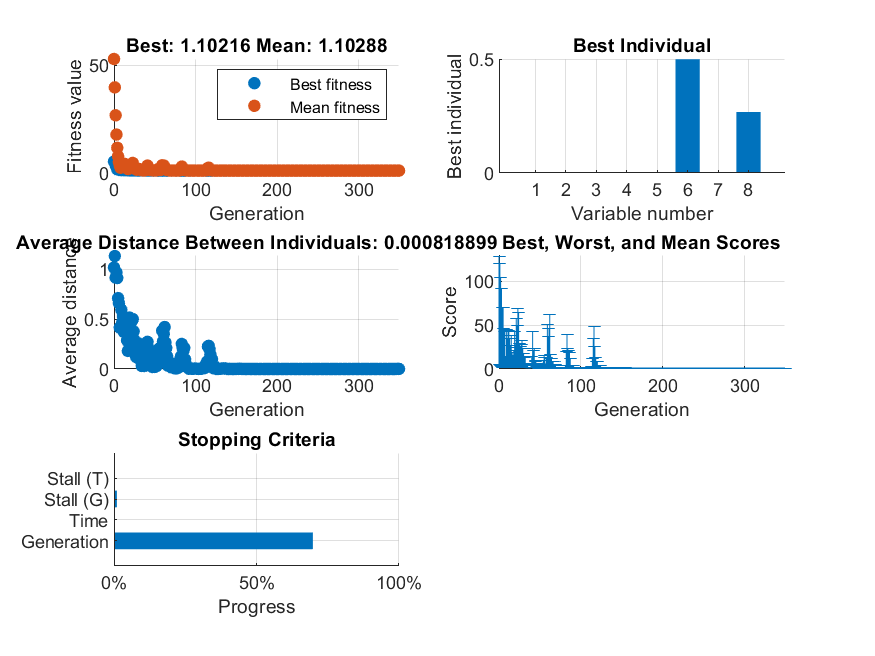 Best: 1.10216 Mean: 1.10288
Fitness value
50
0
Best fitness
Mean fitness
0 100 200 300
Generation
Best Individual
Best individual
0.5
0
1 2 3 4 5 6 7 8
Variable number
Average Distance Between Individuals: 0.000818899
Average distance
1
0.5
0
0 100 200 300
Generation
Best, Worst, and Mean Scores
Score
100
50
0
0 100 200 300
Generation
Stopping Criteria
Stall (T)
Stall (G)
Time
Generation
0% 50% 100%
Progress